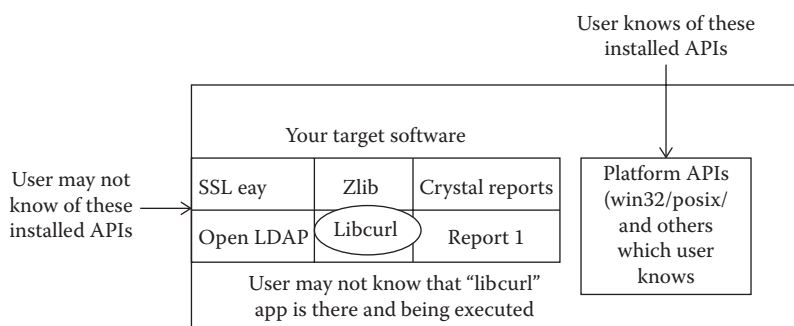 User knows of these
installed APIs
Your target software
User may not
know of these
installed APIs
SSL eay
Zlib
Crystal reports
Open LDAP
Libcurl
Report 1
Platform APIs
(win32/posix/
and others
which user
knows
User may not know that “libcurl”
app is there and being executed